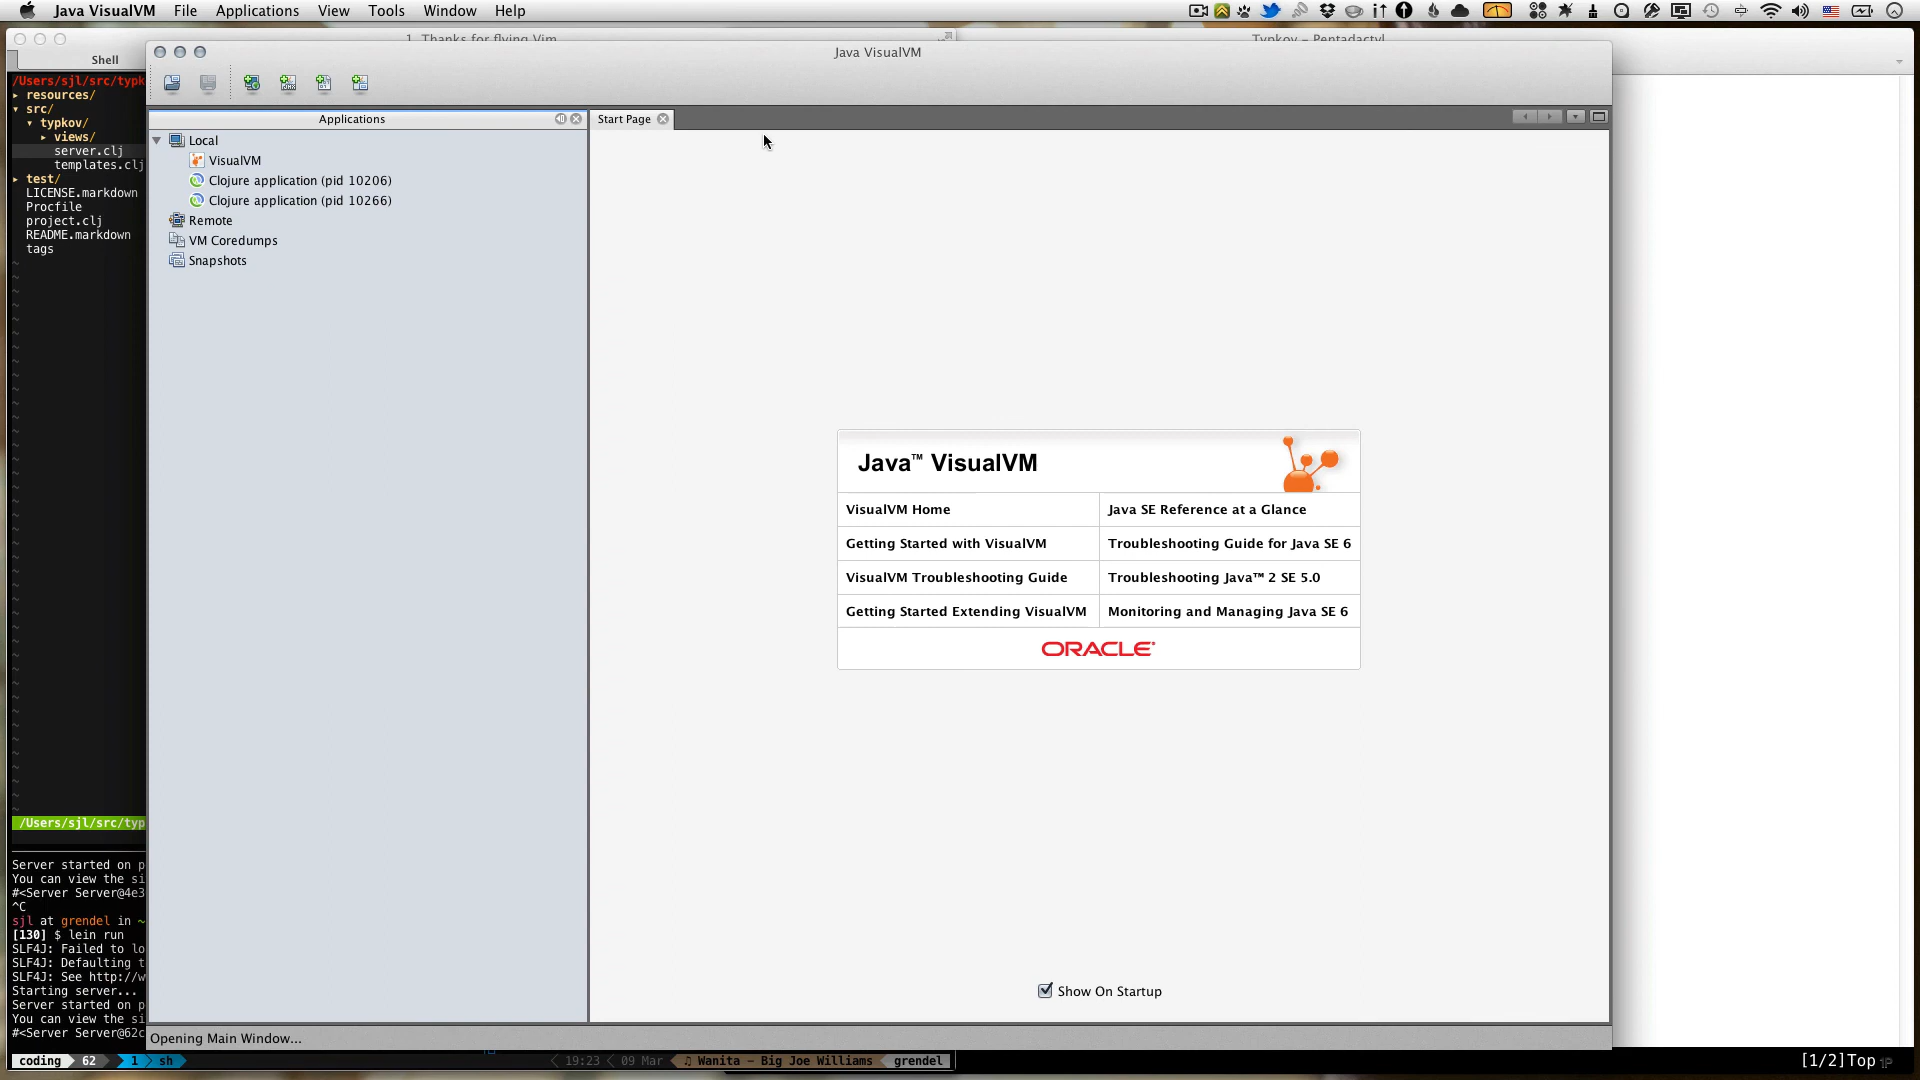 Java VisualVM File Applications View Tools Window Help
1. Thanks for flying Vim
Typkov - Pentadactyl
Shell
Java VisualVM
/Users/sjl/src/typk
▸ resources/
▾ src/
▾ typkov/
▸ views/
server.clj
templates.clj
▸ test/
LICENSE.markdown
Procfile
project.clj
README.markdown
tags
/Users/sjl/src/typ
Server started on p
You can view the si
#<Server Server@4e3
^C
sjl at grendel in ~
[130] $ lein run
SLF4J: Failed to lo
SLF4J: Defaulting t
SLF4J: See http://w
Starting server...
Server started on p
You can view the si
#<Server Server@62c
Applications
Local
VisualVM
Clojure application (pid 10206)
Clojure application (pid 10266)
Remote
VM Coredumps
Snapshots
Start Page
Java™ VisualVM
VisualVM Home
Java SE Reference at a Glance
Getting Started with VisualVM
Troubleshooting Guide for Java SE 6
VisualVM Troubleshooting Guide
Troubleshooting Java™ 2 SE 5.0
Getting Started Extending VisualVM
Monitoring and Managing Java SE 6
ORACLE
Show On Startup
Opening Main Window...
coding 62 1 sh 19:23 09 Mar ♫ Wanita - Big Joe Williams grendel
[1/2]Top